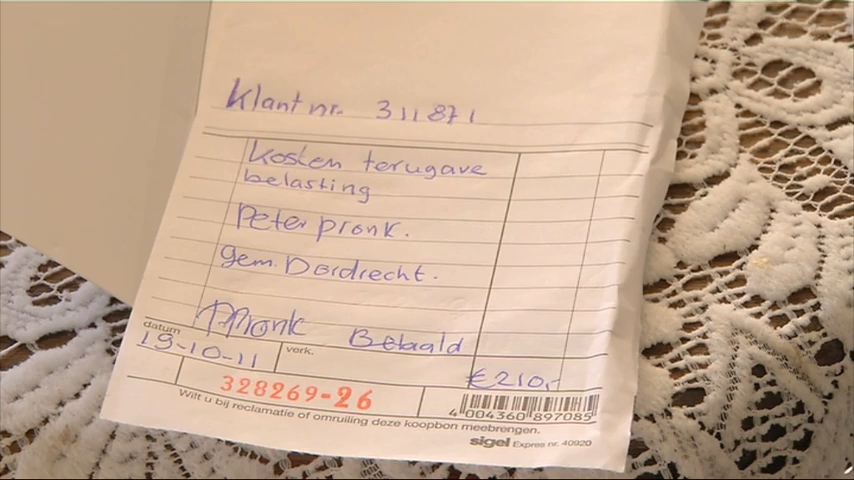 Klant nr. 311871
Kosten terugave
belasting
Peter pronk.
gem. Dordrecht.
PPronk Betaald
datum
19-10-11
verk.
€210,-
328269-26
4 004360 897085
Wilt u bij reclamatie of omruiling deze koopbon meebrengen.
sigel Expres nr. 40920